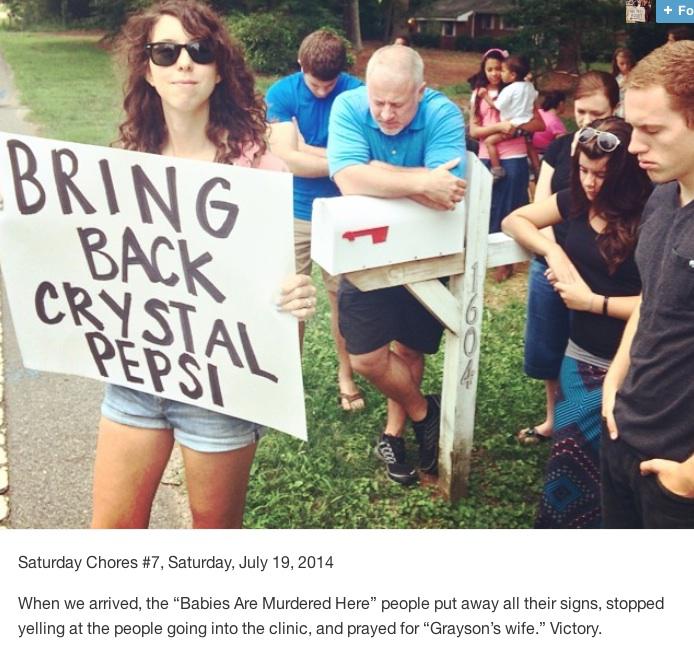 + Fo
BRING
BACK
CRYSTAL
PEPSI
1604
Saturday Chores #7, Saturday, July 19, 2014
When we arrived, the “Babies Are Murdered Here” people put away all their signs, stopped
yelling at the people going into the clinic, and prayed for “Grayson’s wife.” Victory.